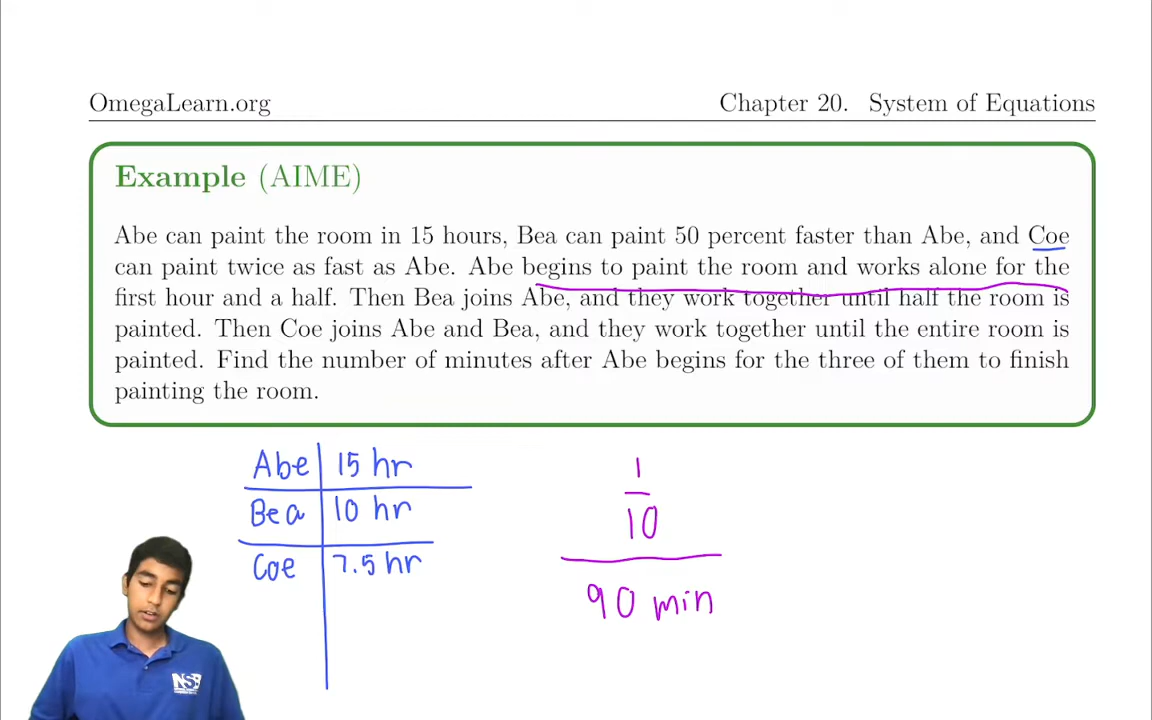 OmegaLearn.org Chapter 20. System of Equations
Example (AIME)
Abe can paint the room in 15 hours, Bea can paint 50 percent faster than Abe, and Coe
can paint twice as fast as Abe. Abe begins to paint the room and works alone for the
first hour and a half. Then Bea joins Abe, and they work together until half the room is
painted. Then Coe joins Abe and Bea, and they work together until the entire room is
painted. Find the number of minutes after Abe begins for the three of them to finish
painting the room.
Abe 15 hr
Bea 10 hr
Coe 7.5 hr
1
10
90 min